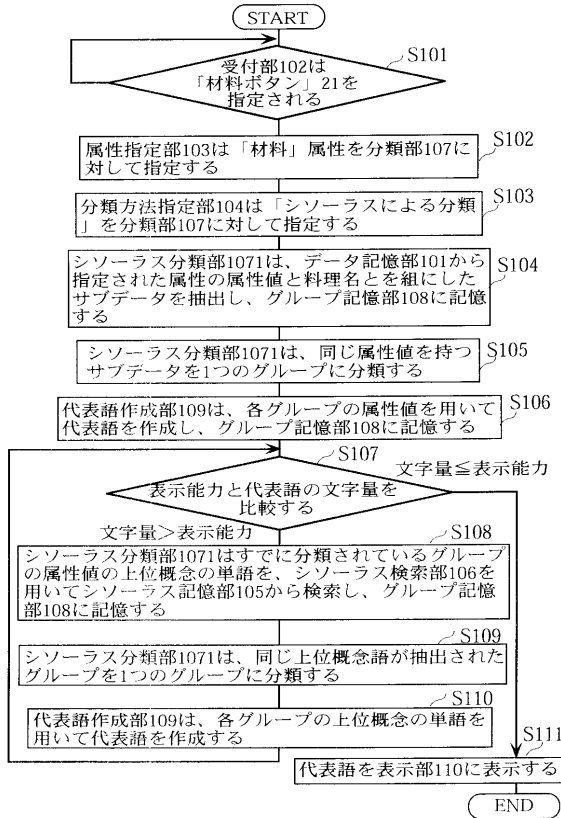 START
S101
受付部102は
「材料ボタン」21を
指定される
S102
属性指定部103は「材料」属性を分類部107に
対して指定する
S103
分類方法指定部104は「シソーラスによる分類
」を分類部107に対して指定する
S104
シソーラス分類部1071は、データ記憶部101から
指定された属性の属性値と料理名とを組にした
サブデータを抽出し、グループ記憶部108に記憶
する
S105
シソーラス分類部1071は、同じ属性値を持つ
サブデータを1つのグループに分類する
S106
代表語作成部109は、各グループの属性値を用いて
代表語を作成し、グループ記憶部108に記憶する
S107
文字量≦表示能力
表示能力と代表語の文字量を
比較する
文字量>表示能力
S108
シソーラス分類部1071はすでに分類されているグループ
の属性値の上位概念の単語を、シソーラス検索部106を
用いてシソーラス記憶部105から検索し、グループ記憶
部108に記憶する
S109
シソーラス分類部1071は、同じ上位概念語が抽出された
グループを1つのグループに分類する
S110
代表語作成部109は、各グループの上位概念の単語を
用いて代表語を作成する
S111
代表語を表示部110に表示する
END